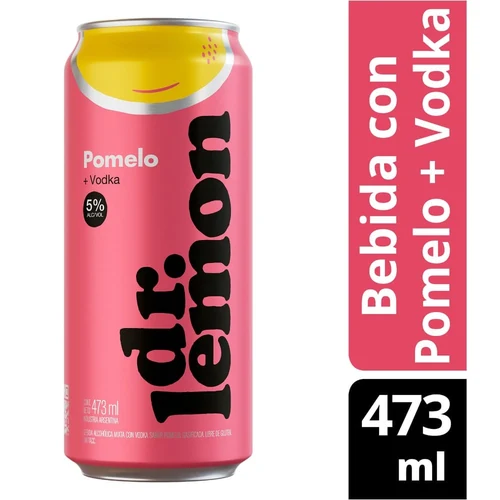 Pomelo
+ Vodka
5%
ALC/VOL
dr.
lemon
473 ml
INDUSTRIA ARGENTINA
Bebida con
Pomelo + Vodka
473
ml